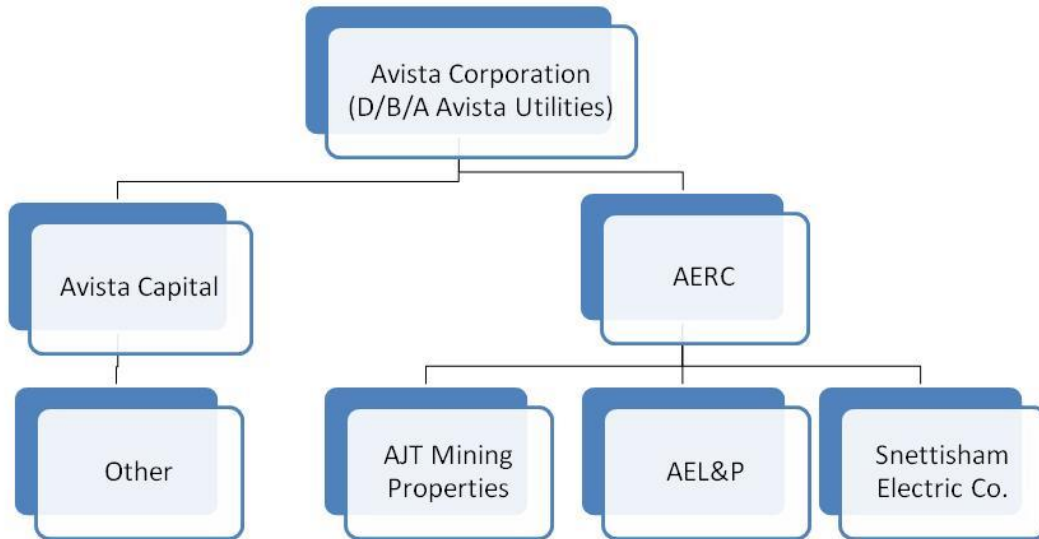 Avista Corporation
(D/B/A Avista Utilities)
Avista Capital
AERC
Other
AJT Mining
Properties
AEL&P
Snettisham
Electric Co.